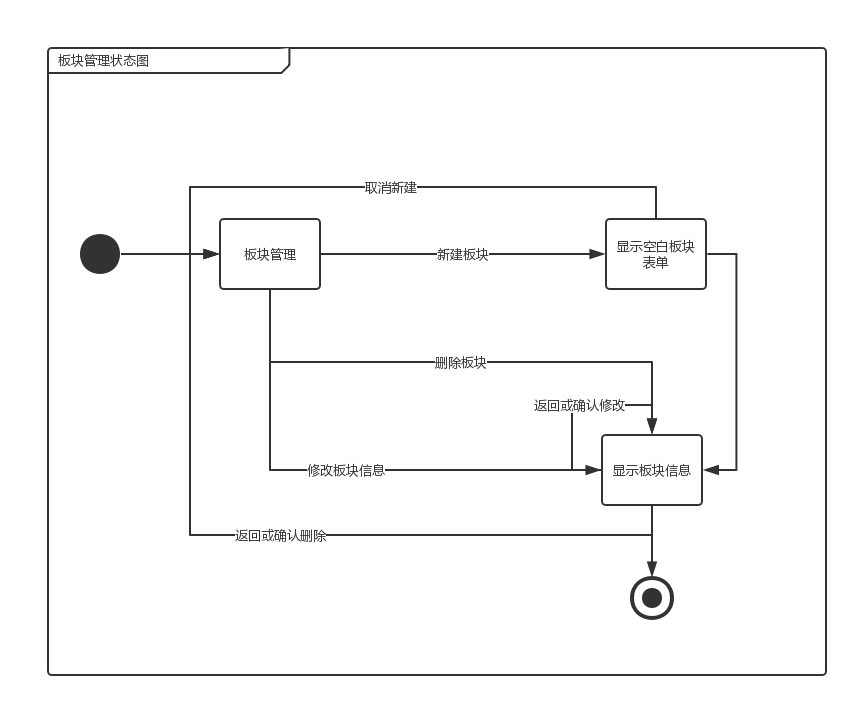 板块管理状态图
取消新建
板块管理
新建板块
显示空白板块
表单
删除板块
返回或确认修改
修改板块信息
显示板块信息
返回或确认删除